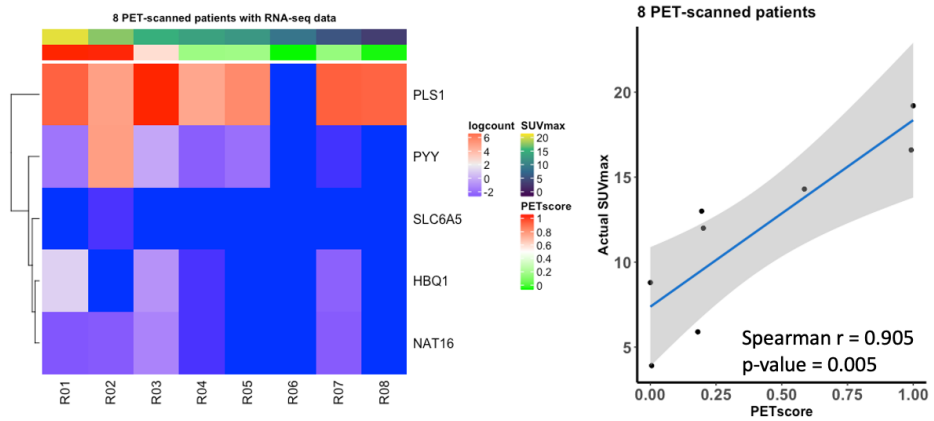 8 PET-scanned patients with RNA-seq data
PLS1
PYY
SLC6A5
HBQ1
NAT16
R01 R02 R03 R04 R05 R06 R07 R08
logcount
6
4
2
0
-2
SUVmax
20
15
10
5
0
PETscore
1
0.8
0.6
0.4
0.2
0
8 PET-scanned patients
Actual SUVmax
20
15
10
5
Spearman r = 0.905
p-value = 0.005
0.00 0.25 0.50 0.75 1.00
PETscore